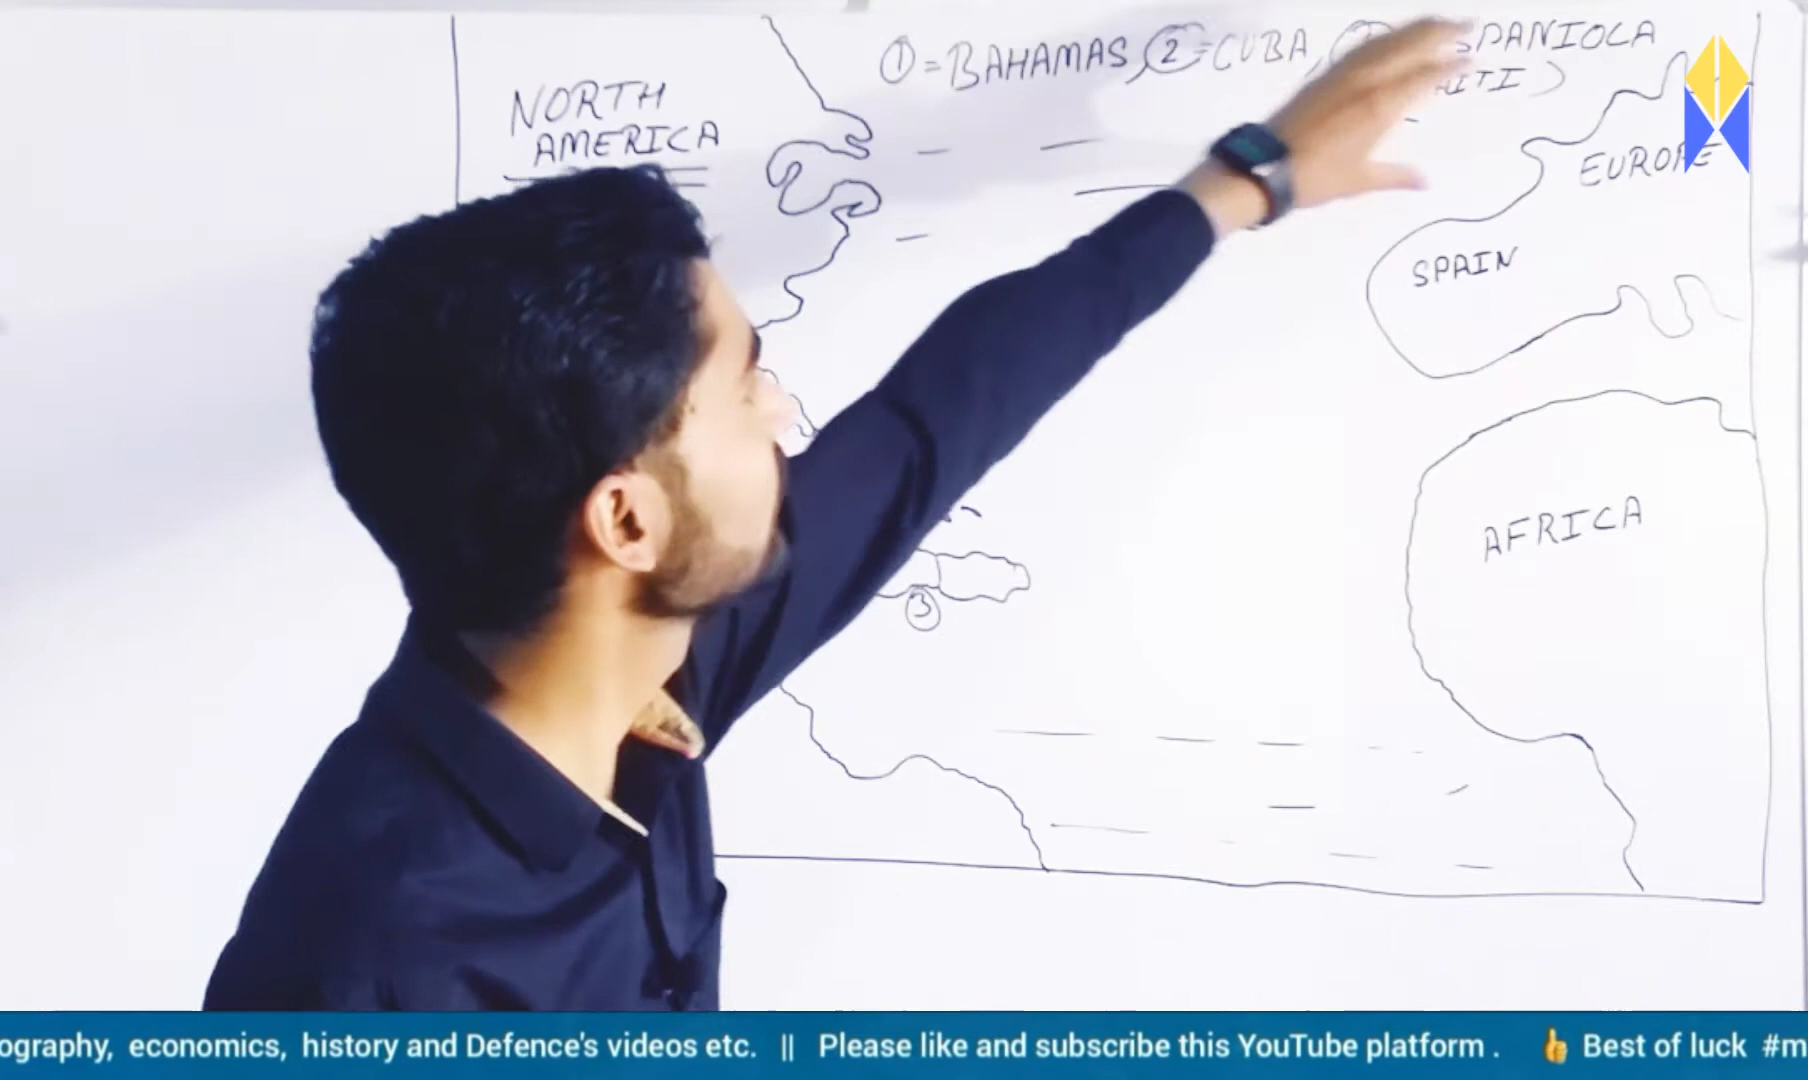 ① = BAHAMAS, ② = CUBA, SPANIOLA
ITI )
NORTH
AMERICA
EUROPE
SPAIN
AFRICA
③
ography, economics, history and Defence's videos etc. || Please like and subscribe this YouTube platform . 👍 Best of luck #m